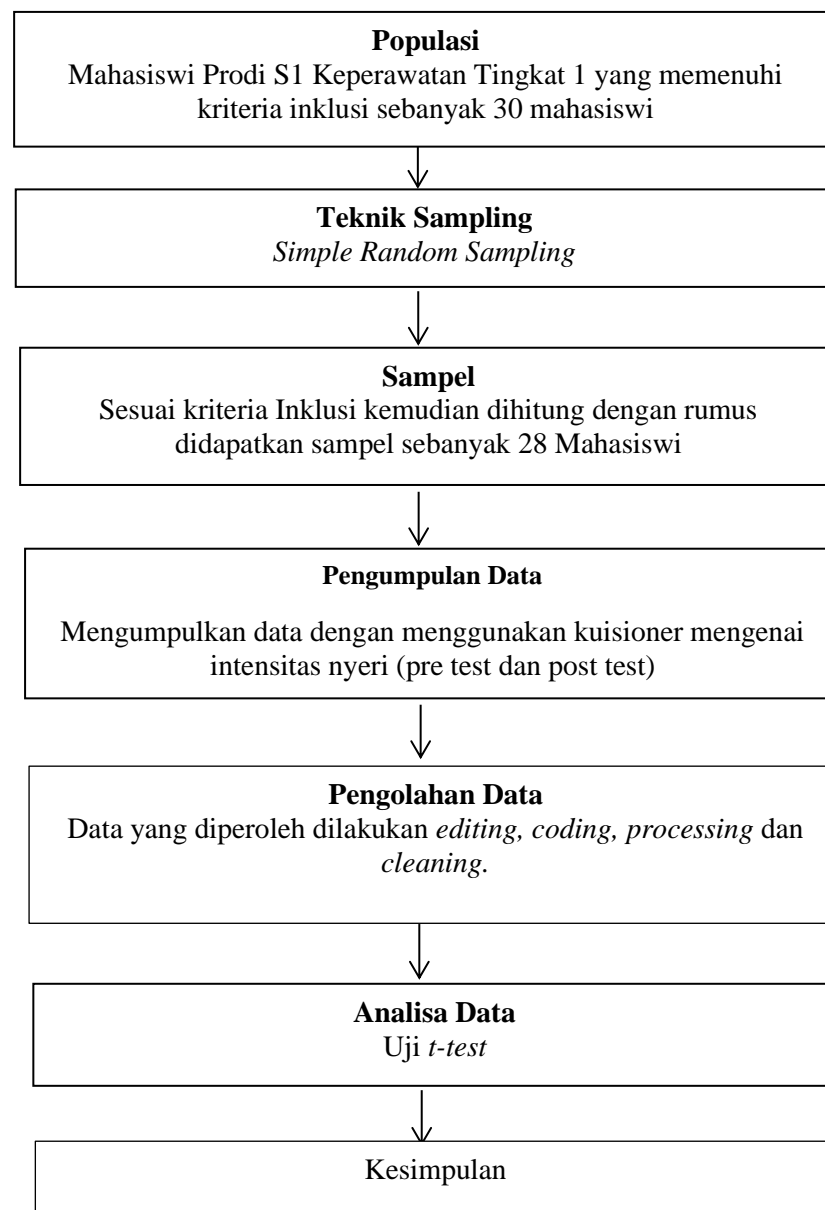 Populasi
Mahasiswi Prodi S1 Keperawatan Tingkat 1 yang memenuhi
kriteria inklusi sebanyak 30 mahasiswi
Teknik Sampling
Simple Random Sampling
Sampel
Sesuai kriteria Inklusi kemudian dihitung dengan rumus
didapatkan sampel sebanyak 28 Mahasiswi
Pengumpulan Data
Mengumpulkan data dengan menggunakan kuisioner mengenai
intensitas nyeri (pre test dan post test)
Pengolahan Data
Data yang diperoleh dilakukan editing, coding, processing dan
cleaning.
Analisa Data
Uji t-test
Kesimpulan